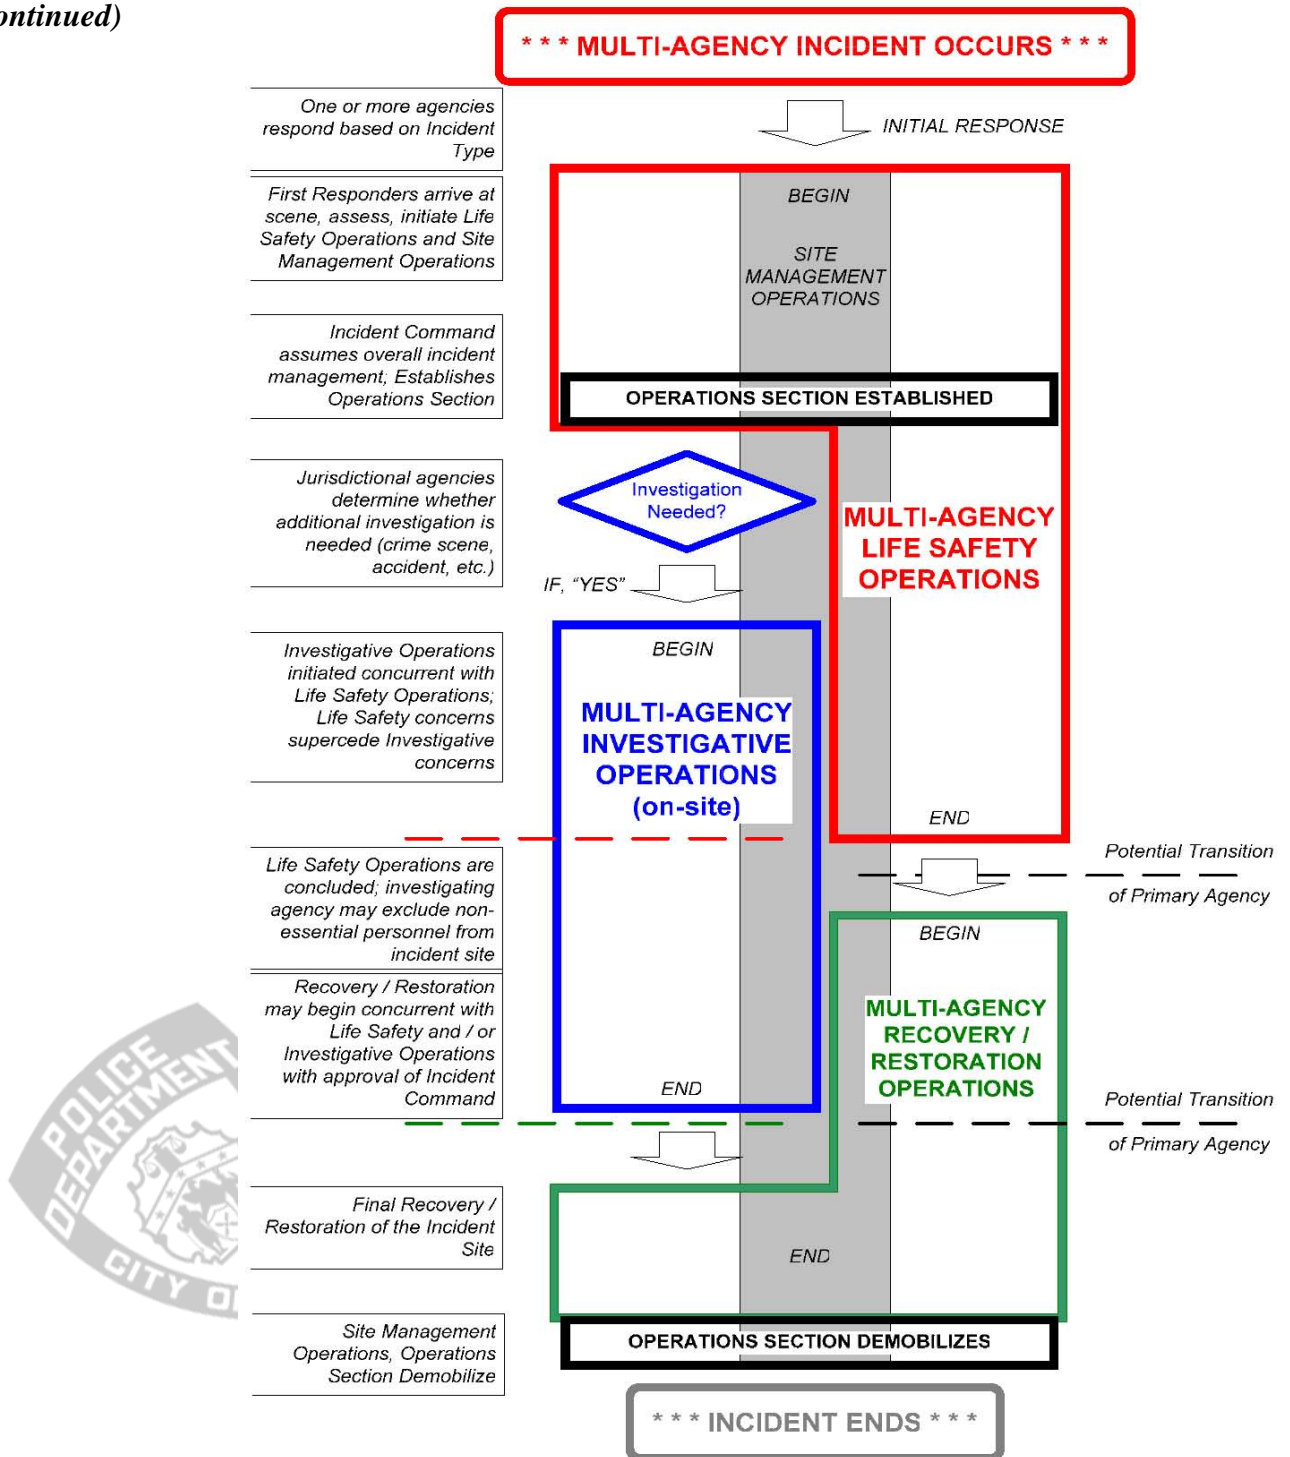 ontinued)
* * * MULTI-AGENCY INCIDENT OCCURS * * *
One or more agencies
respond based on Incident
Type
INITIAL RESPONSE
First Responders arrive at
scene, assess, initiate Life
Safety Operations and Site
Management Operations
BEGIN
SITE
MANAGEMENT
OPERATIONS
Incident Command
assumes overall incident
management; Establishes
Operations Section
OPERATIONS SECTION ESTABLISHED
Jurisdictional agencies
determine whether
additional investigation is
needed (crime scene,
accident, etc.)
Investigation
Needed?
MULTI-AGENCY
LIFE SAFETY
OPERATIONS
IF, “YES”
Investigative Operations
initiated concurrent with
Life Safety Operations;
Life Safety concerns
supercede Investigative
concerns
BEGIN
MULTI-AGENCY
INVESTIGATIVE
OPERATIONS
(on-site)
END
Life Safety Operations are
concluded; investigating
agency may exclude non-
essential personnel from
incident site
Potential Transition
of Primary Agency
BEGIN
Recovery / Restoration
may begin concurrent with
Life Safety and / or
Investigative Operations
with approval of Incident
Command
MULTI-AGENCY
RECOVERY /
RESTORATION
OPERATIONS
END
Potential Transition
of Primary Agency
POLICE
DEPARTMENT
CITY O
Final Recovery /
Restoration of the Incident
Site
END
Site Management
Operations, Operations
Section Demobilize
OPERATIONS SECTION DEMOBILIZES
* * * INCIDENT ENDS * * *